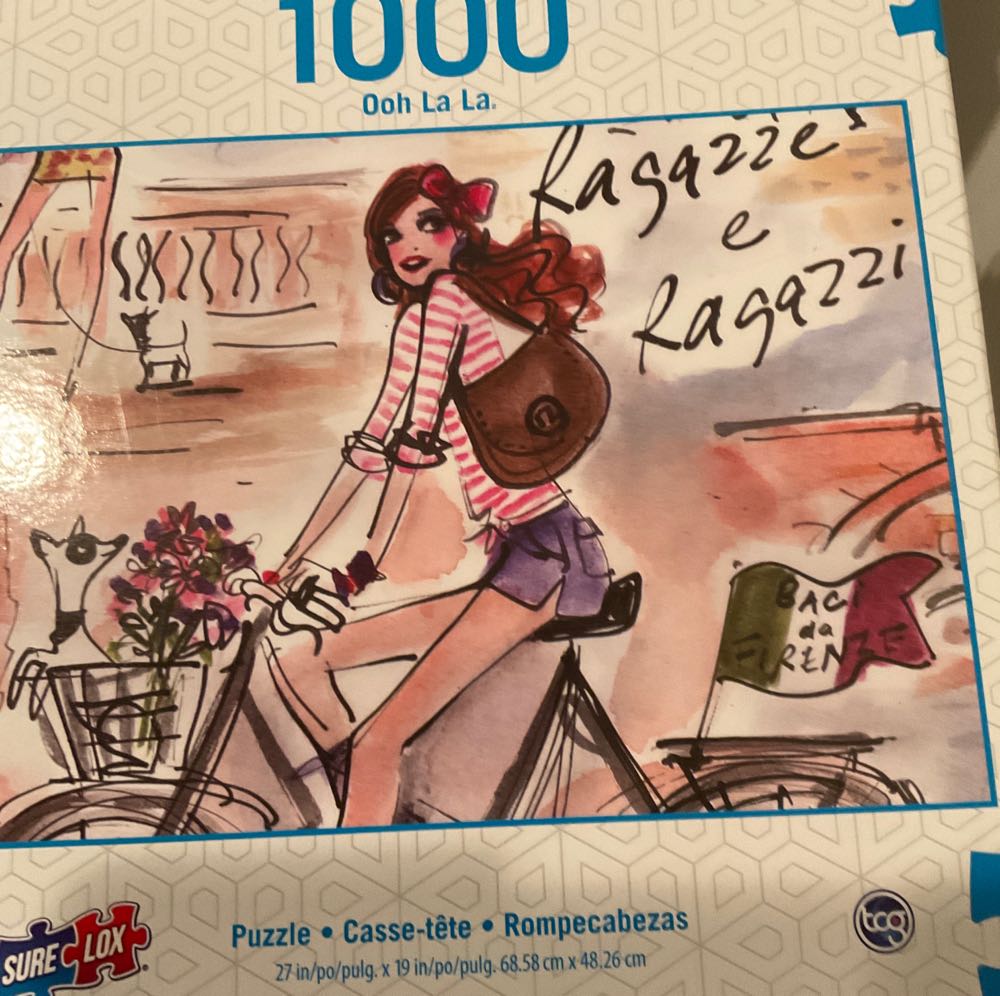 1000
Ooh La La.
Ragazze
e
Ragazzi
BACI
da
FIRENZE
SURE LOX
Puzzle • Casse-tête • Rompecabezas
tcg
27 in/po/pulg. x 19 in/po/pulg. 68.58 cm x 48.26 cm